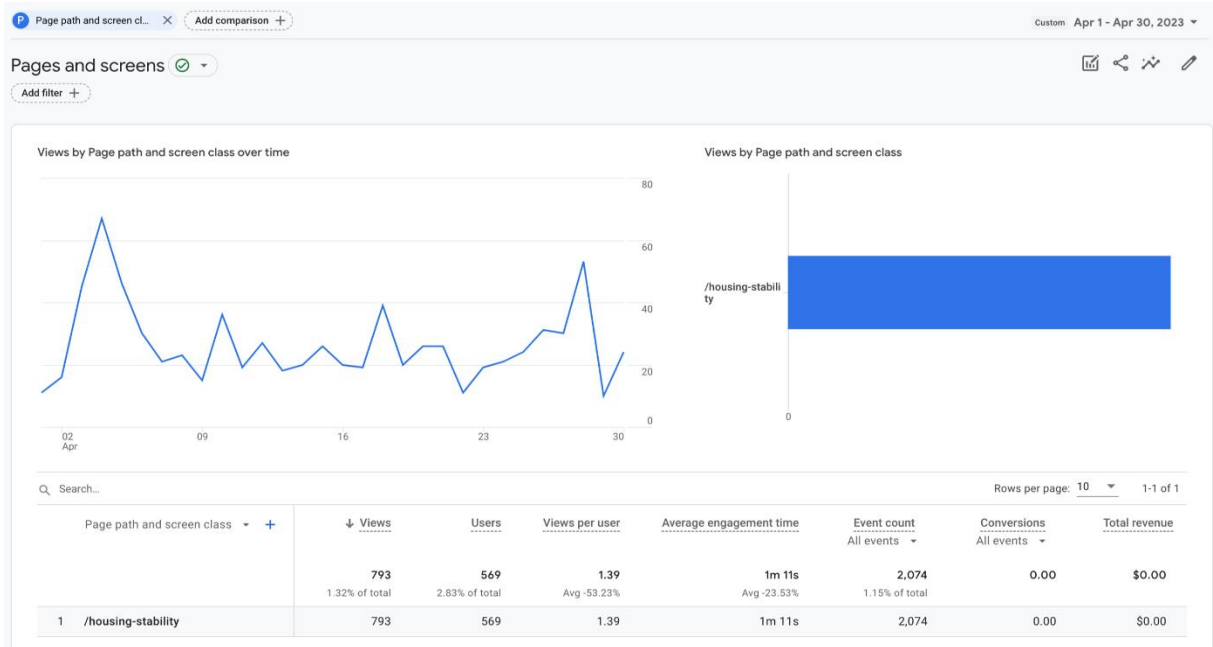 P Page path and screen cl... Add comparison +
Custom Apr 1 - Apr 30, 2023
Pages and screens
Add filter +
Views by Page path and screen class over time
80
60
40
20
0
02
Apr
09
16
23
30
Views by Page path and screen class
/housing-stabili
ty
0
Search...
Rows per page: 10 1-1 of 1
Page path and screen class + ↓ Views Users Views per user Average engagement time Event count Conversions Total revenue
All events All events
793 569 1.39 1m 11s 2,074 0.00 $0.00
1.32% of total 2.83% of total Avg -53.23% Avg -23.53% 1.15% of total
1 /housing-stability 793 569 1.39 1m 11s 2,074 0.00 $0.00